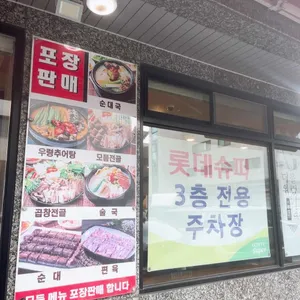 포장
판매
순대국
우렁추어탕
모듬전골
곱창전골
술국
순대
편육
모든 메뉴 포장판매 합니다
롯데슈퍼
3층 전용
주차장